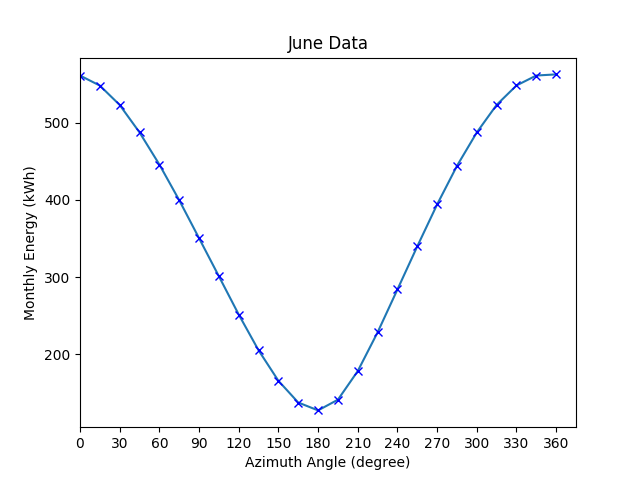 June Data
Monthly Energy (kWh)
500
400
300
200
0 30 60 90 120 150 180 210 240 270 300 330 360
Azimuth Angle (degree)